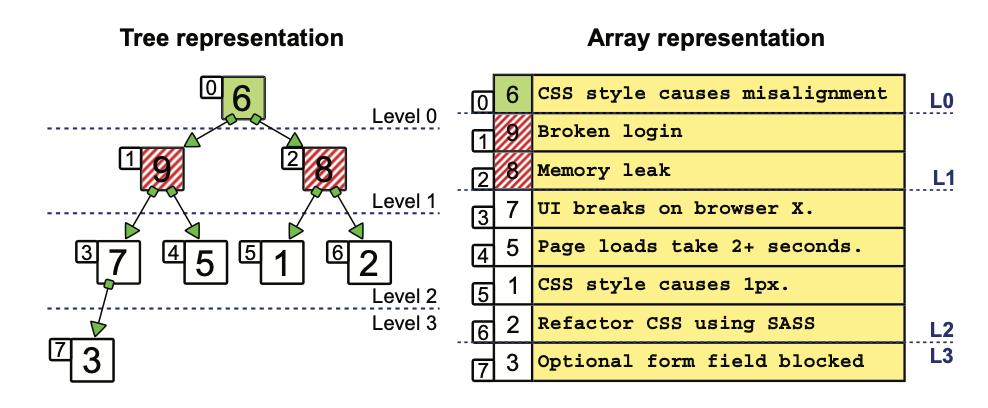 Tree representation
0 6
Level 0
1 9 2 8
Level 1
3 7 4 5 5 1 6 2
Level 2
Level 3
7 3
Array representation
0 6 CSS style causes misalignment
L0
1 9 Broken login
2 8 Memory leak
L1
3 7 UI breaks on browser X.
4 5 Page loads take 2+ seconds.
5 1 CSS style causes 1px.
6 2 Refactor CSS using SASS
L2
L3
7 3 Optional form field blocked